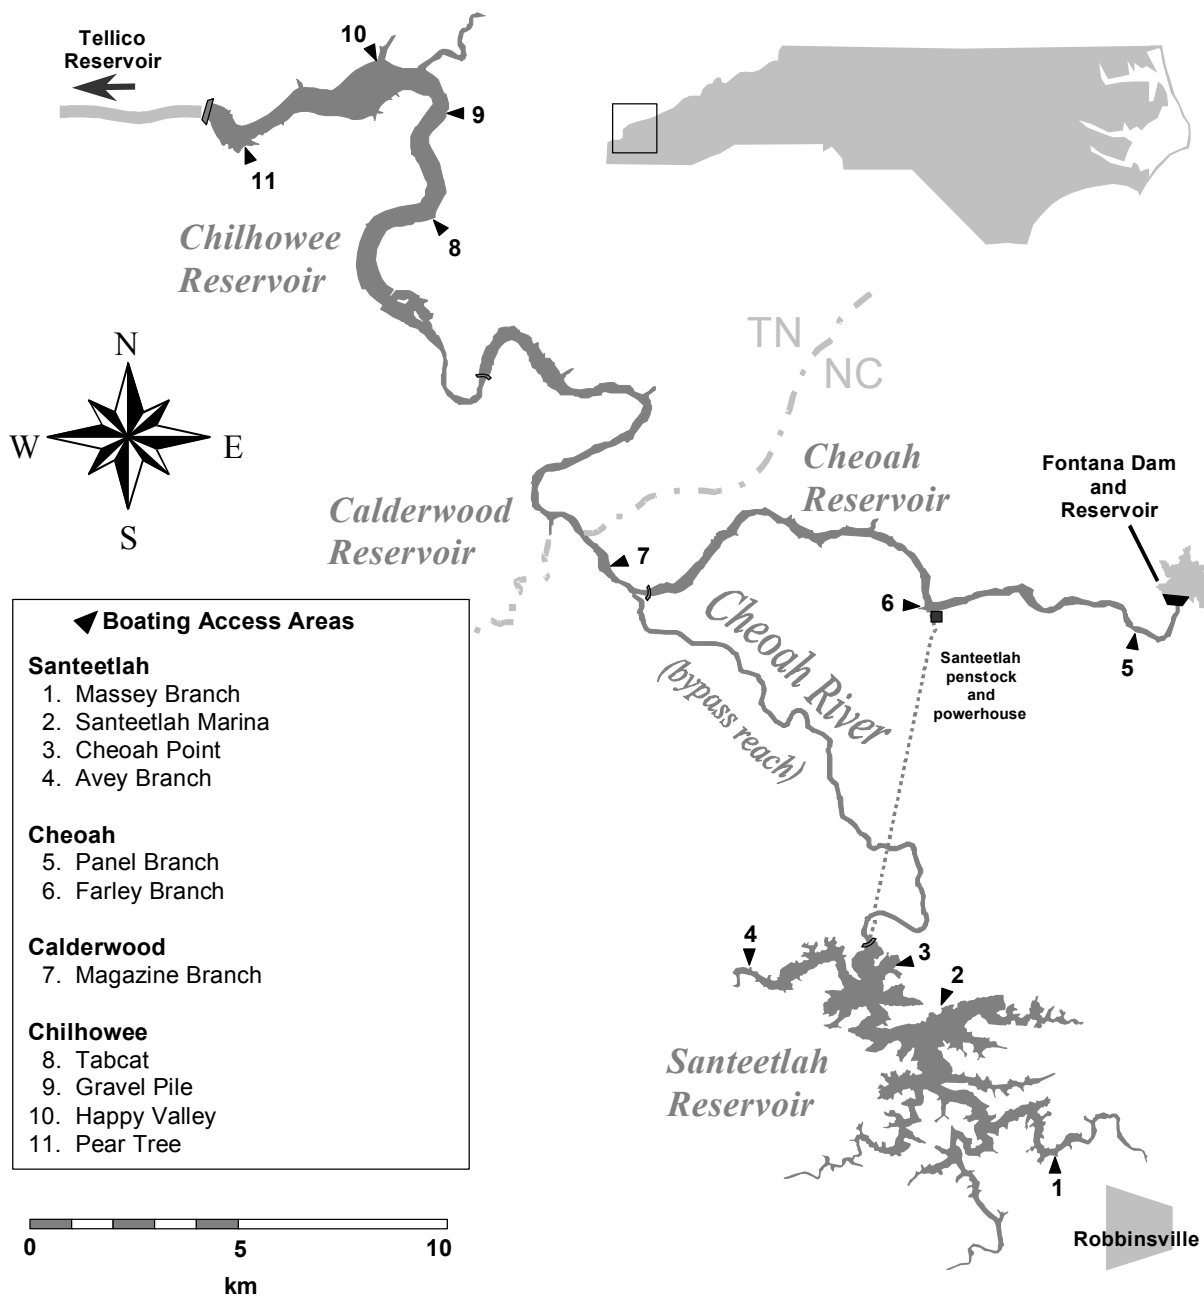 Tellico
Reservoir
10
9
11
8
Chilhowee
Reservoir
TN
NC
N
W
E
S
Cheoah
Reservoir
Fontana Dam
and
Reservoir
Calderwood
Reservoir
7
6
5
Cheoah River
(bypass reach)
Santeetlah
penstock
and
powerhouse
Boating Access Areas
Santeetlah
1. Massey Branch
2. Santeetlah Marina
3. Cheoah Point
4. Avey Branch
Cheoah
5. Panel Branch
6. Farley Branch
Calderwood
7. Magazine Branch
Chilhowee
8. Tabcat
9. Gravel Pile
10. Happy Valley
11. Pear Tree
4
3
2
Santeetlah
Reservoir
1
Robbinsville
0
5
10
km